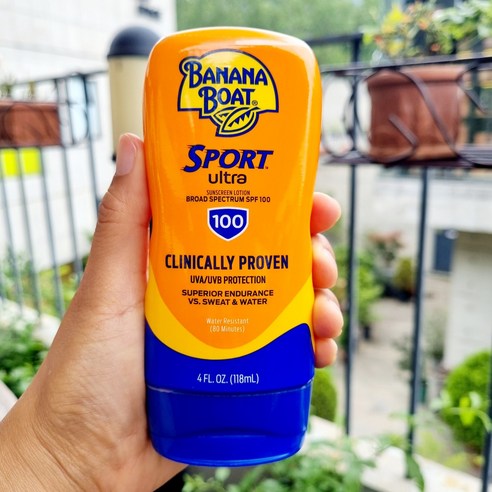 BANANA
BOAT®
SPORT®
ultra
SUNSCREEN LOTION
BROAD SPECTRUM SPF 100
100
CLINICALLY PROVEN
UVA/UVB PROTECTION
SUPERIOR ENDURANCE
VS. SWEAT & WATER
Water Resistant
(80 Minutes)
4 FL. OZ. (118mL)